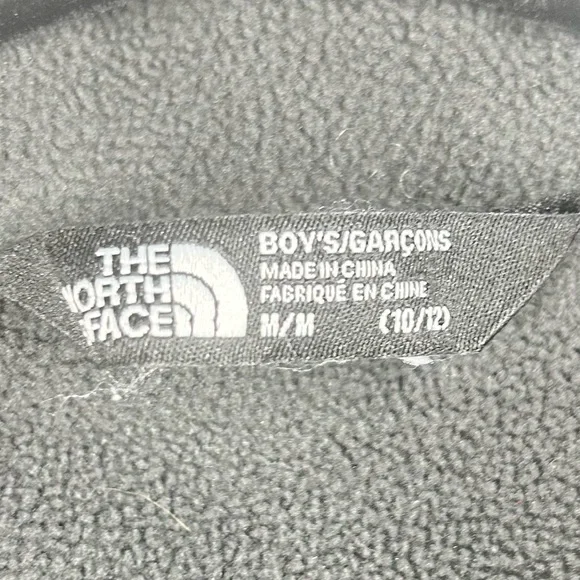 THE
NORTH
FACE
BOY'S/GARÇONS
MADE IN CHINA
FABRIQUÉ EN CHINE
M/M (10/12)